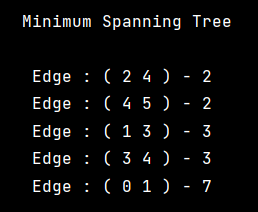 Minimum Spanning Tree
Edge : ( 2 4 ) - 2
Edge : ( 4 5 ) - 2
Edge : ( 1 3 ) - 3
Edge : ( 3 4 ) - 3
Edge : ( 0 1 ) - 7